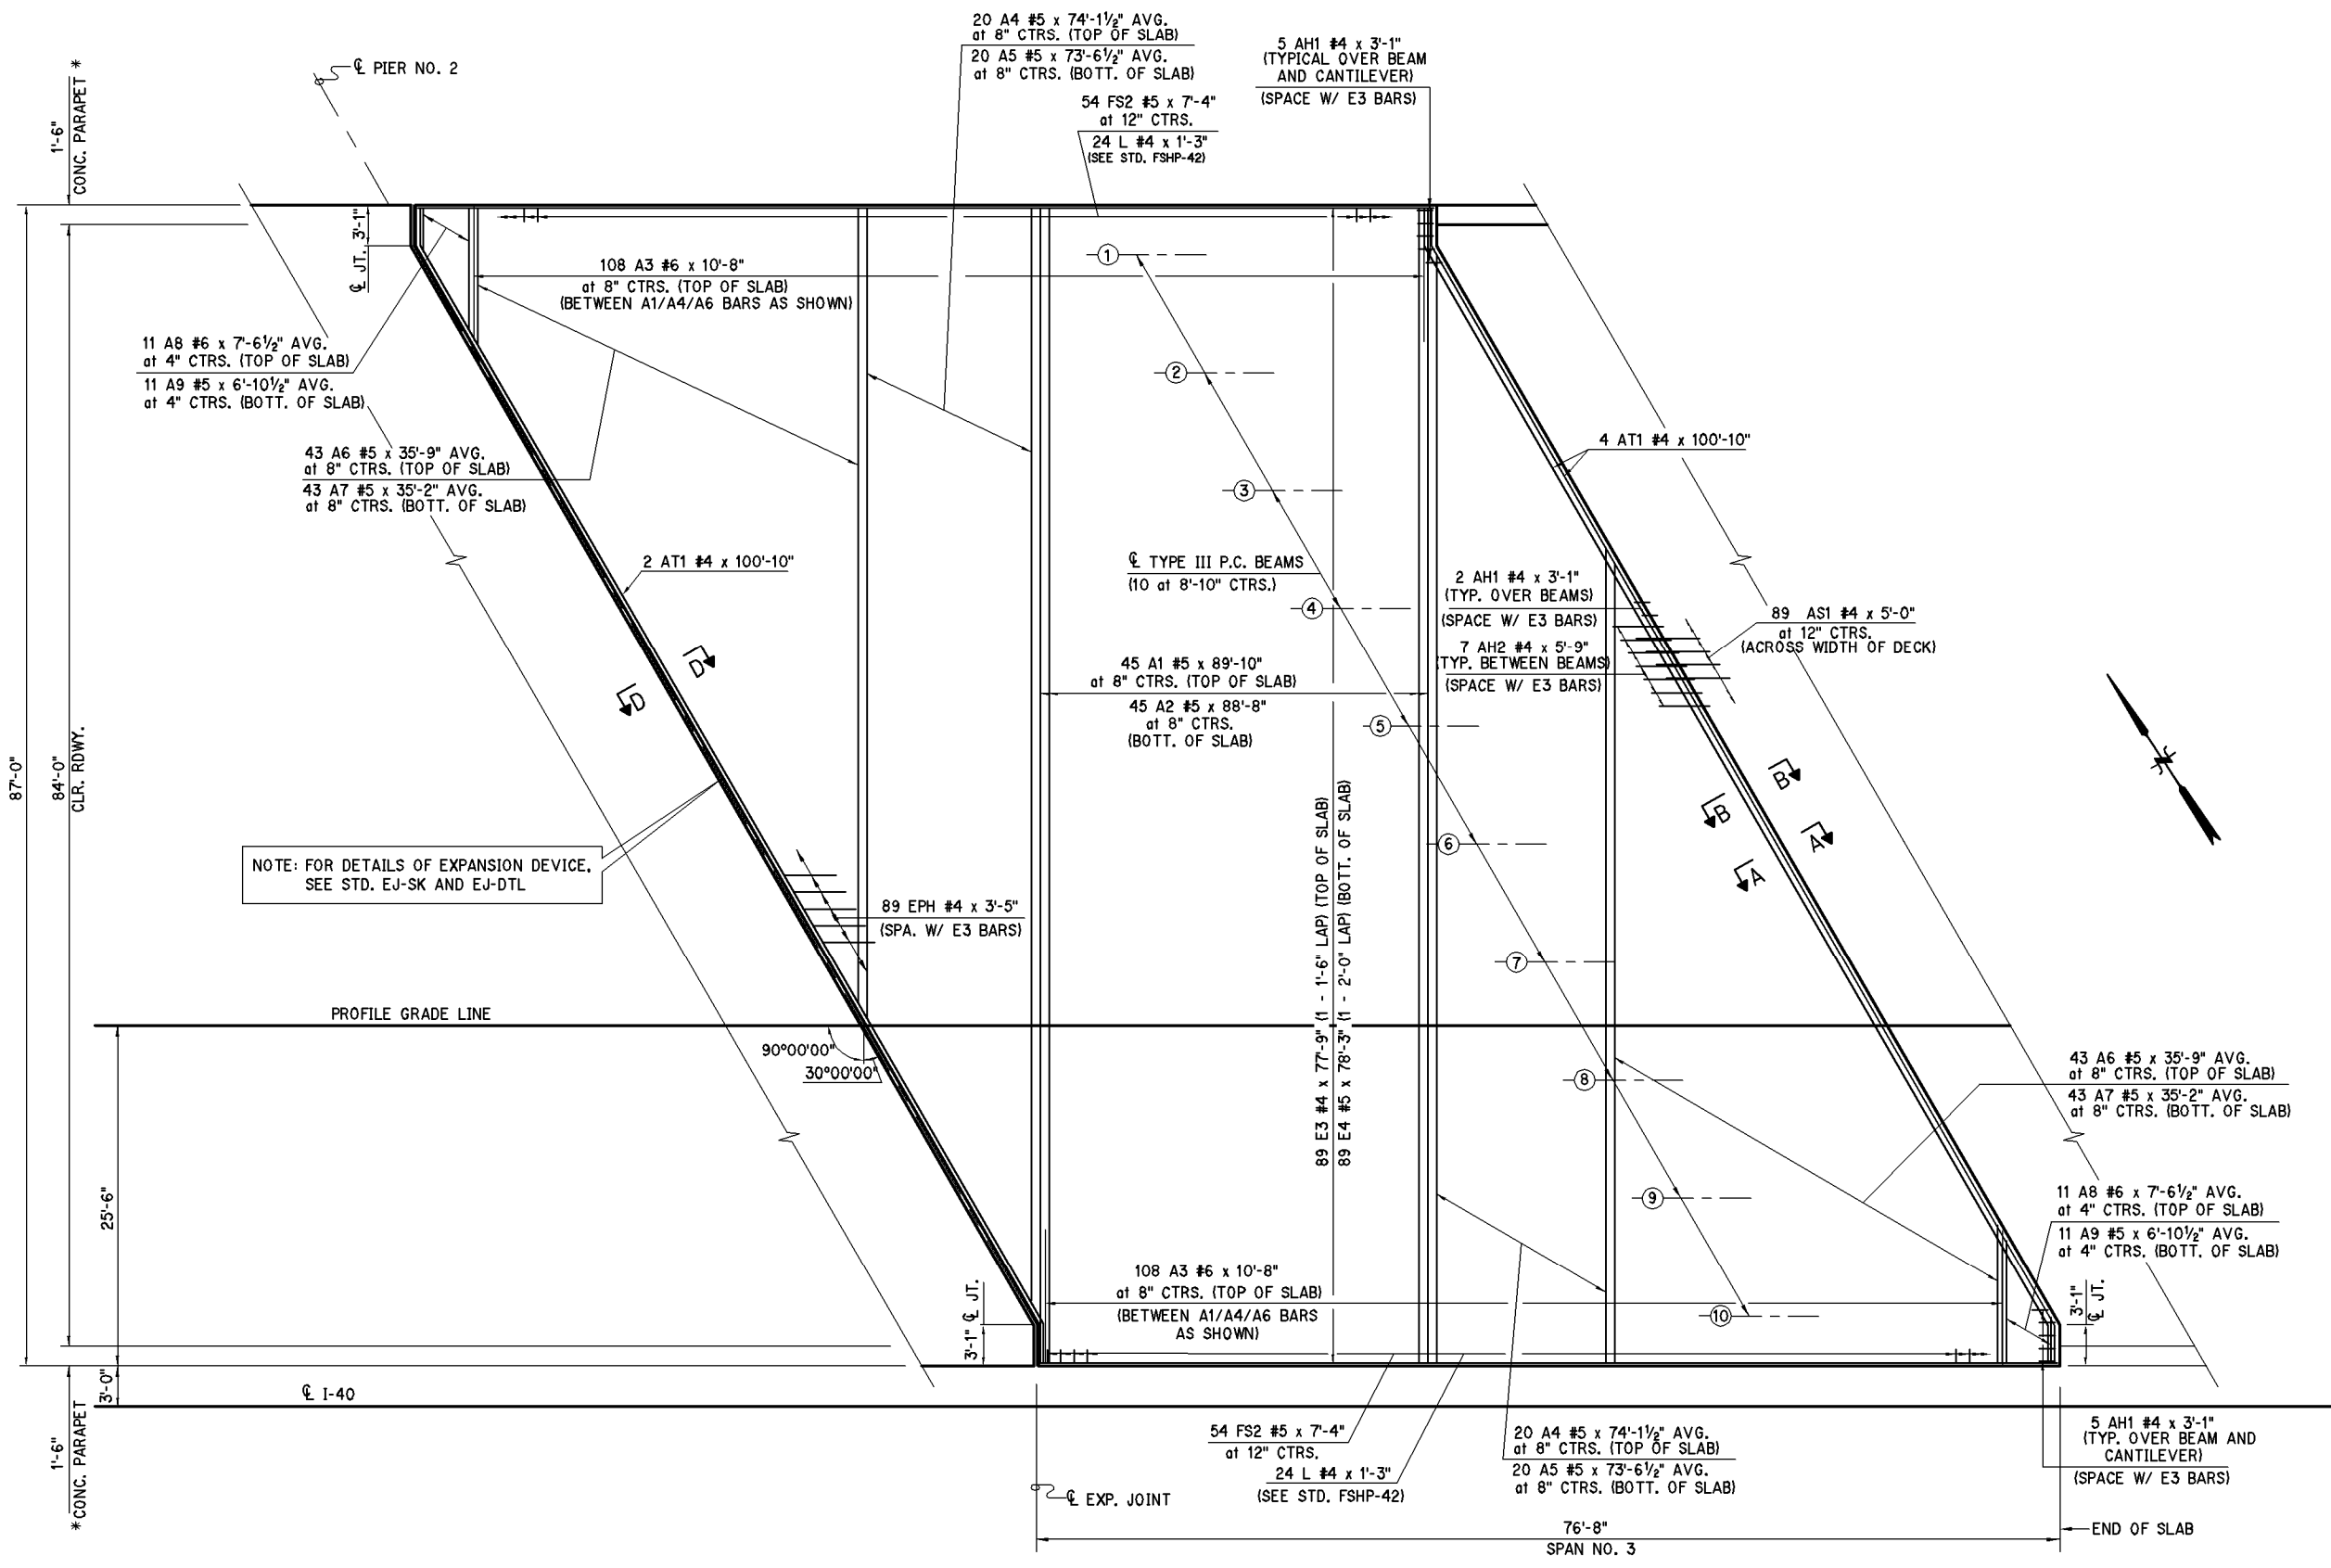 20 A4 #5 x 74'-1½" AVG.
at 8" CTRS. (TOP OF SLAB)
20 A5 #5 x 73'-6½" AVG.
at 8" CTRS. (BOTT. OF SLAB)
5 AH1 #4 x 3'-1"
(TYPICAL OVER BEAM
AND CANTILEVER)
(SPACE W/ E3 BARS)
℄ PIER NO. 2
1'-6"
CONC. PARAPET *
54 FS2 #5 x 7'-4"
at 12" CTRS.
24 L #4 x 1'-3"
(SEE STD. FSHP-42)
℄ JT. 3'-1"
108 A3 #6 x 10'-8"
at 8" CTRS. (TOP OF SLAB)
(BETWEEN A1/A4/A6 BARS AS SHOWN)
1
11 A8 #6 x 7'-6½" AVG.
at 4" CTRS. (TOP OF SLAB)
11 A9 #5 x 6'-10½" AVG.
at 4" CTRS. (BOTT. OF SLAB)
2
43 A6 #5 x 35'-9" AVG.
at 8" CTRS. (TOP OF SLAB)
43 A7 #5 x 35'-2" AVG.
at 8" CTRS. (BOTT. OF SLAB)
4 AT1 #4 x 100'-10"
3
2 AT1 #4 x 100'-10"
℄ TYPE III P.C. BEAMS
(10 at 8'-10" CTRS.)
4
2 AH1 #4 x 3'-1"
(TYP. OVER BEAMS)
(SPACE W/ E3 BARS)
7 AH2 #4 x 5'-9"
(TYP. BETWEEN BEAMS)
(SPACE W/ E3 BARS)
89 AS1 #4 x 5'-0"
at 12" CTRS.
(ACROSS WIDTH OF DECK)
D
D
45 A1 #5 x 89'-10"
at 8" CTRS. (TOP OF SLAB)
45 A2 #5 x 88'-8"
at 8" CTRS.
(BOTT. OF SLAB)
5
87'-0"
84'-0"
CLR. RDWY.
B
B
A
A
6
NOTE: FOR DETAILS OF EXPANSION DEVICE,
SEE STD. EJ-SK AND EJ-DTL
89 EPH #4 x 3'-5"
(SPA. W/ E3 BARS)
89 E3 #4 x 77'-9" (1 - 1'-6" LAP) (TOP OF SLAB)
89 E4 #5 x 78'-3" (1 - 2'-0" LAP) (BOTT. OF SLAB)
7
PROFILE GRADE LINE
90°00'00"
30°00'00"
8
43 A6 #5 x 35'-9" AVG.
at 8" CTRS. (TOP OF SLAB)
43 A7 #5 x 35'-2" AVG.
at 8" CTRS. (BOTT. OF SLAB)
25'-6"
9
11 A8 #6 x 7'-6½" AVG.
at 4" CTRS. (TOP OF SLAB)
11 A9 #5 x 6'-10½" AVG.
at 4" CTRS. (BOTT. OF SLAB)
108 A3 #6 x 10'-8"
at 8" CTRS. (TOP OF SLAB)
(BETWEEN A1/A4/A6 BARS
AS SHOWN)
10
3'-1" ℄ JT.
3'-1"
℄ JT.
3'-0"
℄ I-40
1'-6"
*CONC. PARAPET
54 FS2 #5 x 7'-4"
at 12" CTRS.
24 L #4 x 1'-3"
(SEE STD. FSHP-42)
20 A4 #5 x 74'-1½" AVG.
at 8" CTRS. (TOP OF SLAB)
20 A5 #5 x 73'-6½" AVG.
at 8" CTRS. (BOTT. OF SLAB)
5 AH1 #4 x 3'-1"
(TYP. OVER BEAM AND
CANTILEVER)
(SPACE W/ E3 BARS)
℄ EXP. JOINT
76'-8"
SPAN NO. 3
END OF SLAB